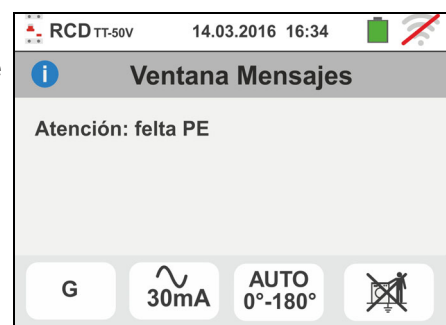 RCD TT-50V 14.03.2016 16:34
i Ventana Mensajes
Atención: felta PE
G
30mA
AUTO
0°-180°